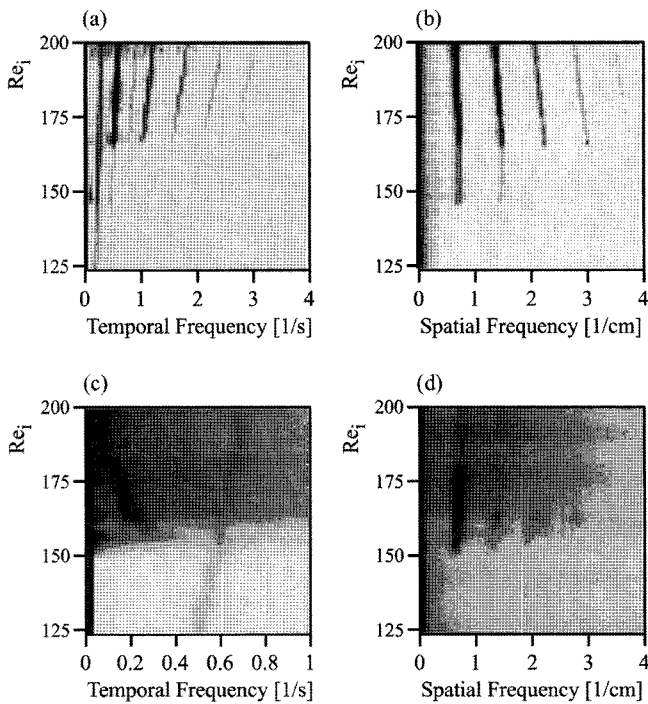 (a)
(b)
Re_i
200
175
150
125
0 1 2 3 4
Temporal Frequency [1/s]
Re_i
200
175
150
125
0 1 2 3 4
Spatial Frequency [1/cm]
(c)
(d)
Re_i
200
175
150
125
0 0.2 0.4 0.6 0.8 1
Temporal Frequency [1/s]
Re_i
200
175
150
125
0 1 2 3 4
Spatial Frequency [1/cm]